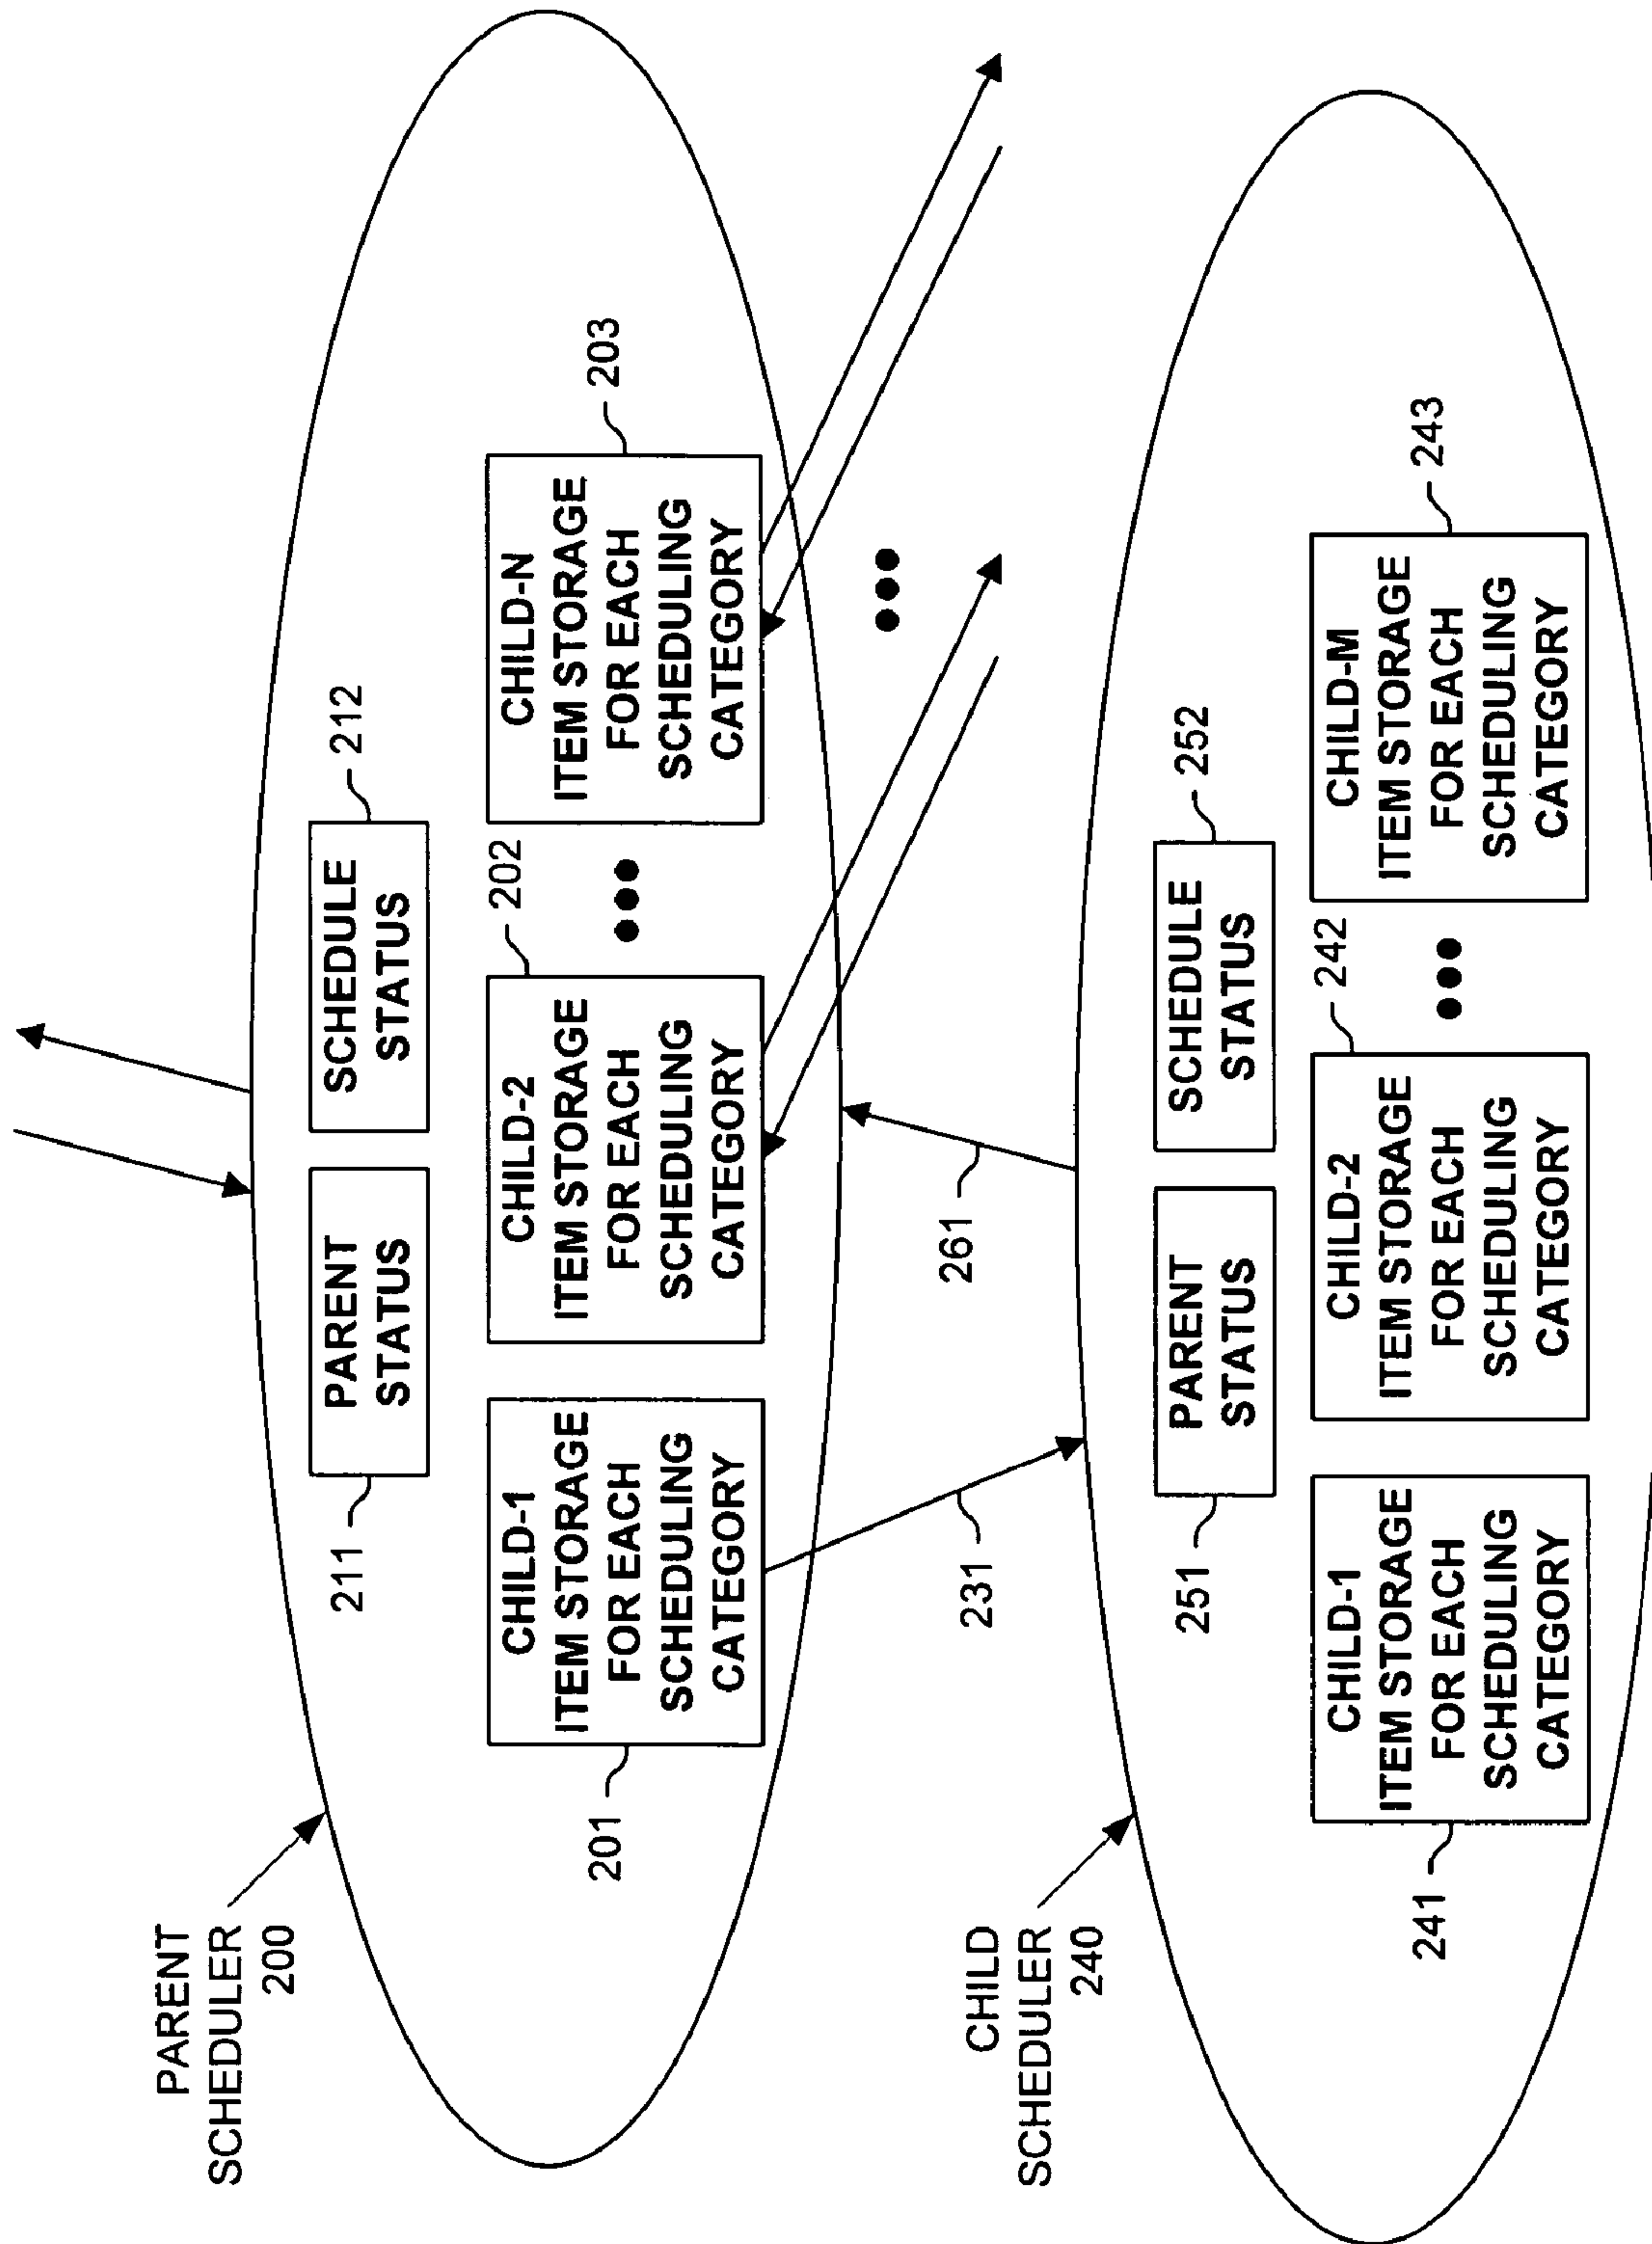 PARENT
SCHEDULER
200
211
PARENT
STATUS
SCHEDULE
STATUS
212
201
CHILD-1
ITEM STORAGE
FOR EACH
SCHEDULING
CATEGORY
CHILD-2
ITEM STORAGE
FOR EACH
SCHEDULING
CATEGORY
202
CHILD-N
ITEM STORAGE
FOR EACH
SCHEDULING
CATEGORY
203
231
261
CHILD
SCHEDULER
240
251
PARENT
STATUS
SCHEDULE
STATUS
252
241
CHILD-1
ITEM STORAGE
FOR EACH
SCHEDULING
CATEGORY
CHILD-2
ITEM STORAGE
FOR EACH
SCHEDULING
CATEGORY
242
CHILD-M
ITEM STORAGE
FOR EACH
SCHEDULING
CATEGORY
243